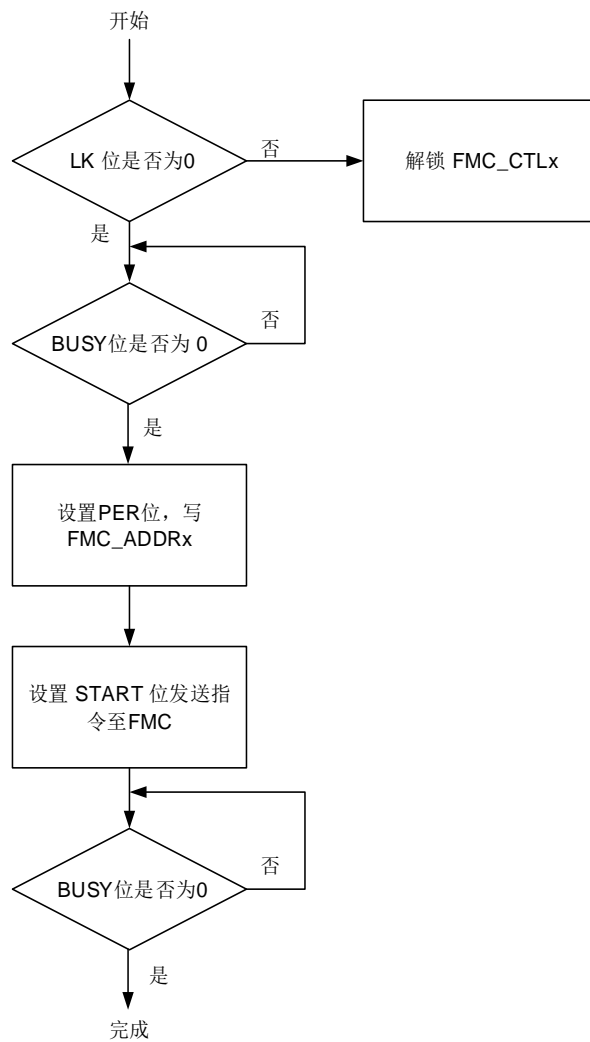 开始
LK 位是否为0
否
解锁 FMC_CTLx
是
否
BUSY位是否为 0
是
设置PER位，写
FMC_ADDRx
设置 START 位发送指
令至FMC
否
BUSY位是否为0
是
完成